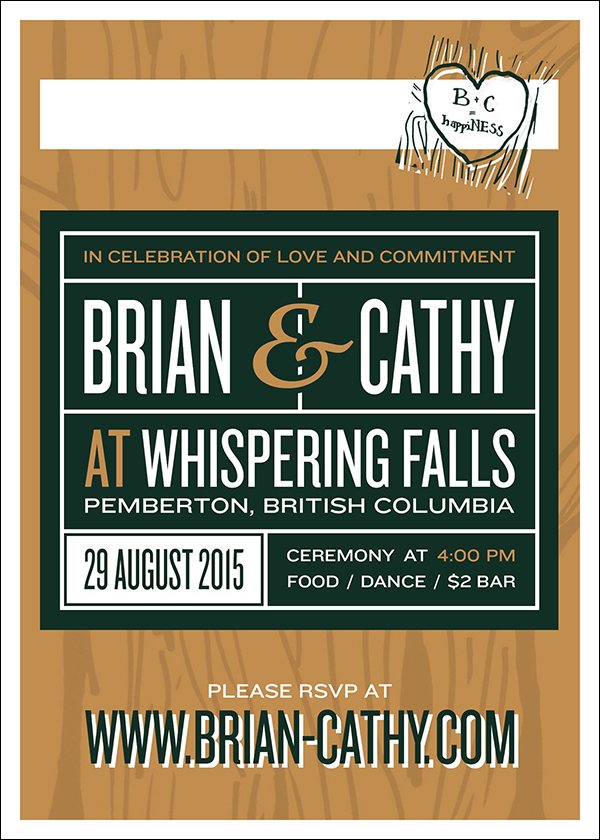 B + C
=
happiNESS
IN CELEBRATION OF LOVE AND COMMITMENT
BRIAN & CATHY
AT WHISPERING FALLS
PEMBERTON, BRITISH COLUMBIA
29 AUGUST 2015
CEREMONY AT 4:00 PM
FOOD / DANCE / $2 BAR
PLEASE RSVP AT
WWW.BRIAN-CATHY.COM